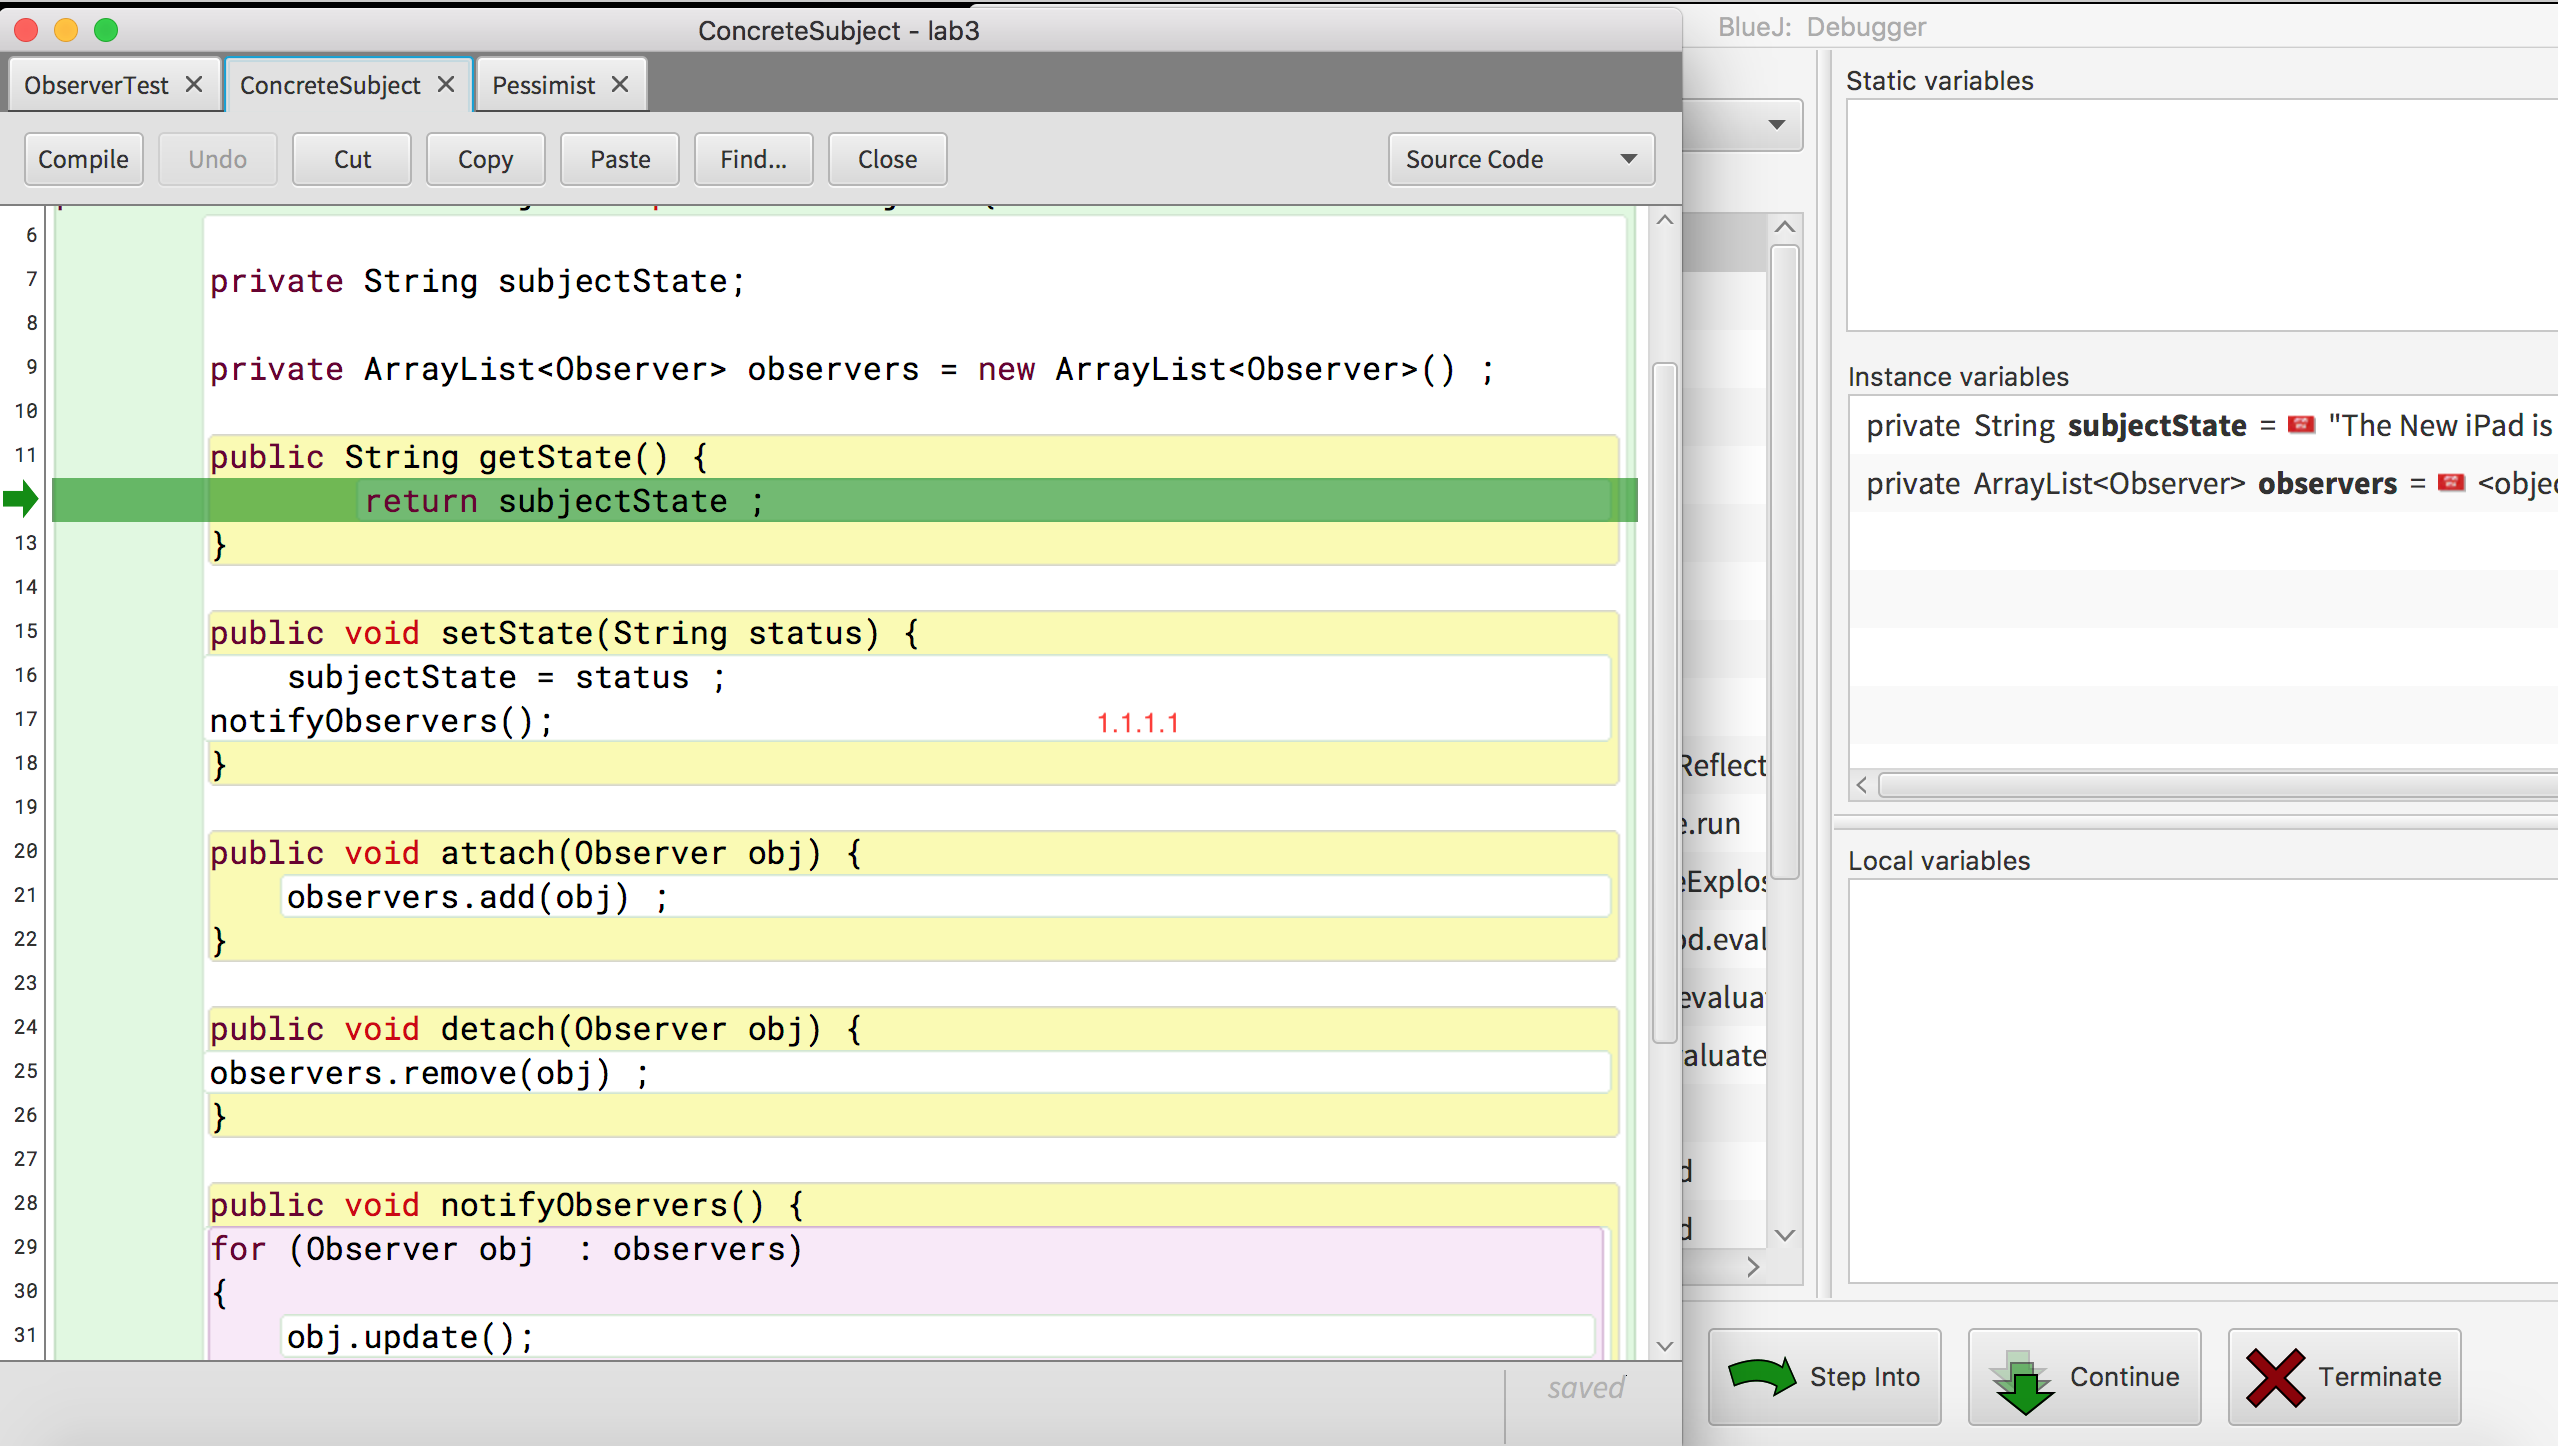 ConcreteSubject - lab3
BlueJ: Debugger
ObserverTest
ConcreteSubject
Pessimist
Compile
Undo
Cut
Copy
Paste
Find...
Close
Source Code
6
7 private String subjectState;
8
9 private ArrayList<Observer> observers = new ArrayList<Observer>() ;
10
11 public String getState() {
return subjectState ;
13 }
14
15 public void setState(String status) {
16 subjectState = status ;
17 notifyObservers(); 1.1.1.1
18 }
19
20 public void attach(Observer obj) {
21 observers.add(obj) ;
22 }
23
24 public void detach(Observer obj) {
25 observers.remove(obj) ;
26 }
27
28 public void notifyObservers() {
29 for (Observer obj : observers)
30 {
31 obj.update();
saved
Reflect
.run
Explos
d.eval
evalua
aluate
d
d
Static variables
Instance variables
private String subjectState = "The New iPad is
private ArrayList<Observer> observers = <objec
Local variables
Step Into
Continue
Terminate